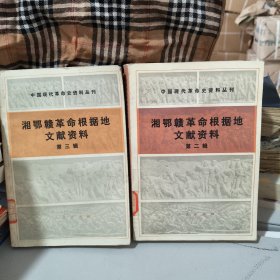 中国现代革命史资料丛刊
湘鄂赣革命根据地
文献资料
第三辑
中国现代革命史资料丛刊
湘鄂赣革命根据地
文献资料
第二辑